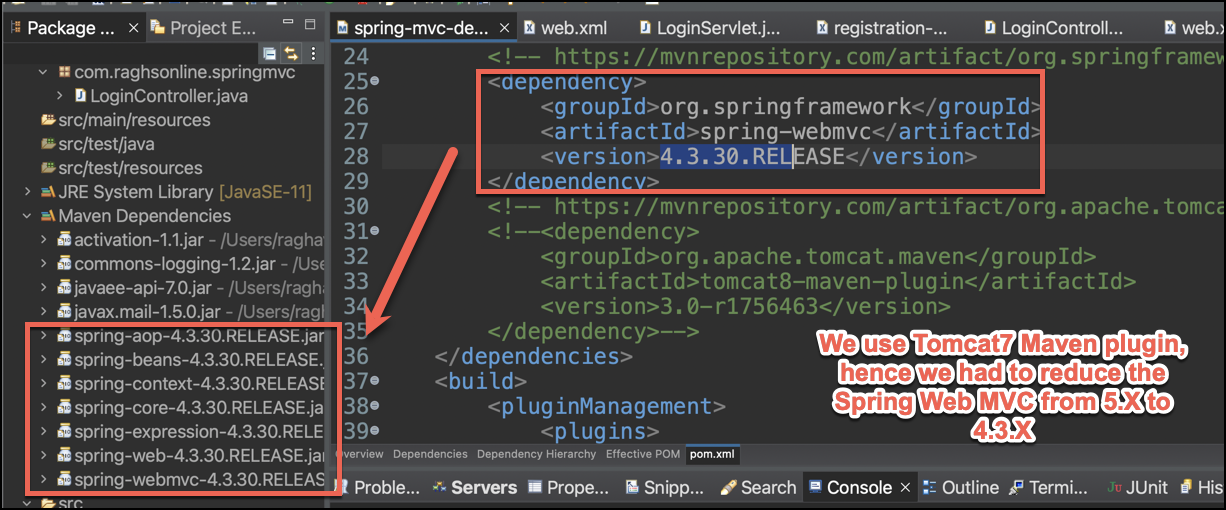 Package ...
Project E...
spring-mvc-de...
web.xml
LoginServlet.j...
registration-...
LoginControll...
web.x
com.raghsonline.springmvc
LoginController.java
src/main/resources
src/test/java
src/test/resources
JRE System Library [JavaSE-11]
Maven Dependencies
activation-1.1.jar - /Users/ragha
commons-logging-1.2.jar - /Use
javaee-api-7.0.jar - /Users/ragh
javax.mail-1.5.0.jar - /Users/rag
spring-aop-4.3.30.RELEASE.jar
spring-beans-4.3.30.RELEASE.
spring-context-4.3.30.RELEASE
spring-core-4.3.30.RELEASE.ja
spring-expression-4.3.30.RELE
spring-web-4.3.30.RELEASE.jar
spring-webmvc-4.3.30.RELEAS
src
24 <!-- https://mvnrepository.com/artifact/org.springframew
25 <dependency>
26 <groupId>org.springframework</groupId>
27 <artifactId>spring-webmvc</artifactId>
28 <version>4.3.30.RELEASE</version>
29 </dependency>
30 <!-- https://mvnrepository.com/artifact/org.apache.tomca
31 <!--<dependency>
32 <groupId>org.apache.tomcat.maven</groupId>
33 <artifactId>tomcat8-maven-plugin</artifactId>
34 <version>3.0-r1756463</version>
35 </dependency>-->
36 </dependencies>
37 <build>
38 <pluginManagement>
39 <plugins>
We use Tomcat7 Maven plugin,
hence we had to reduce the
Spring Web MVC from 5.X to
4.3.X
Overview Dependencies Dependency Hierarchy Effective POM pom.xml
Proble... Servers Prope... Snipp... Search Console Outline Termi... JUnit His